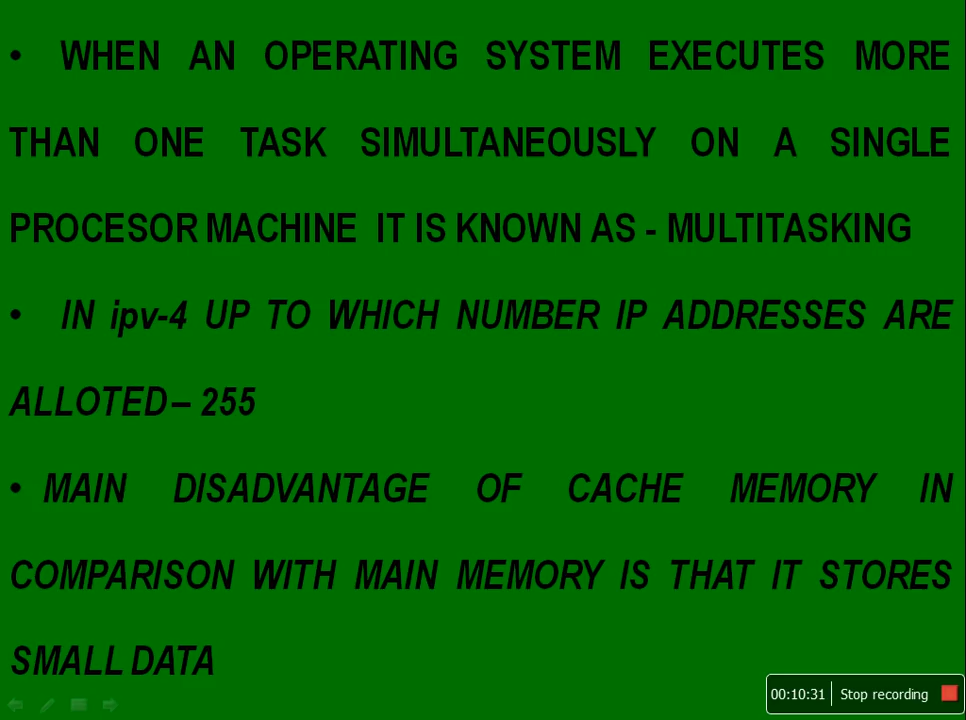 • WHEN AN OPERATING SYSTEM EXECUTES MORE
THAN ONE TASK SIMULTANEOUSLY ON A SINGLE
PROCESOR MACHINE IT IS KNOWN AS - MULTITASKING
• IN ipv-4 UP TO WHICH NUMBER IP ADDRESSES ARE
ALLOTED – 255
• MAIN DISADVANTAGE OF CACHE MEMORY IN
COMPARISON WITH MAIN MEMORY IS THAT IT STORES
SMALL DATA
00:10:31 Stop recording